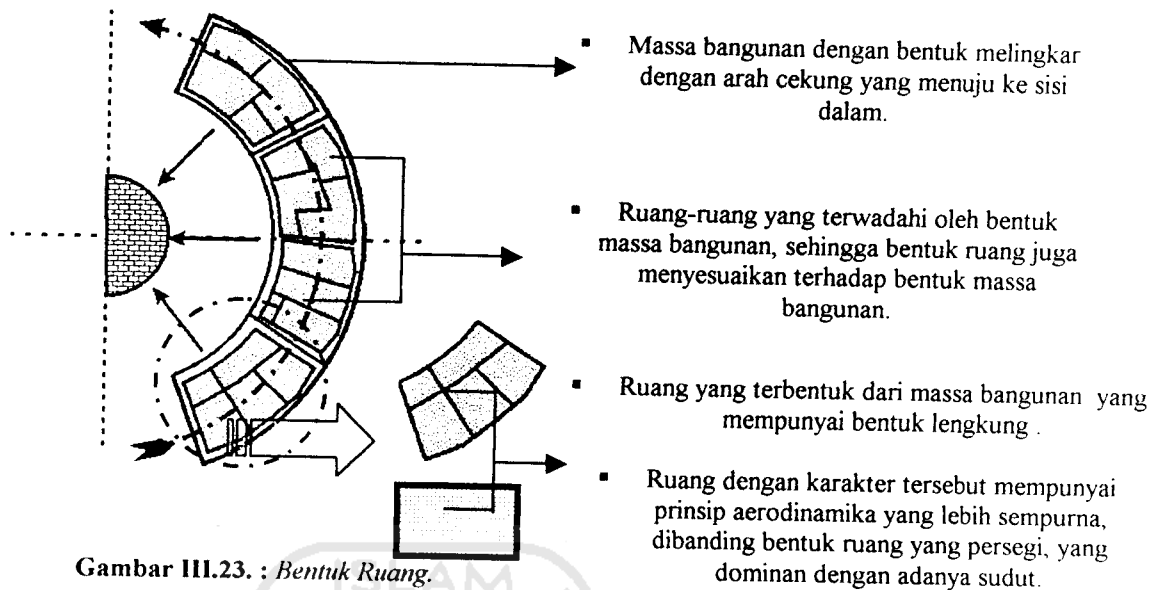 ▪ Massa bangunan dengan bentuk melingkar
dengan arah cekung yang menuju ke sisi
dalam.
▪ Ruang-ruang yang terwadahi oleh bentuk
massa bangunan, sehingga bentuk ruang juga
menyesuaikan terhadap bentuk massa
bangunan.
▪ Ruang yang terbentuk dari massa bangunan yang
mempunyai bentuk lengkung .
▪ Ruang dengan karakter tersebut mempunyai
prinsip aerodinamika yang lebih sempurna,
dibanding bentuk ruang yang persegi, yang
dominan dengan adanya sudut.
Gambar III.23. : Bentuk Ruang.
ISLAM